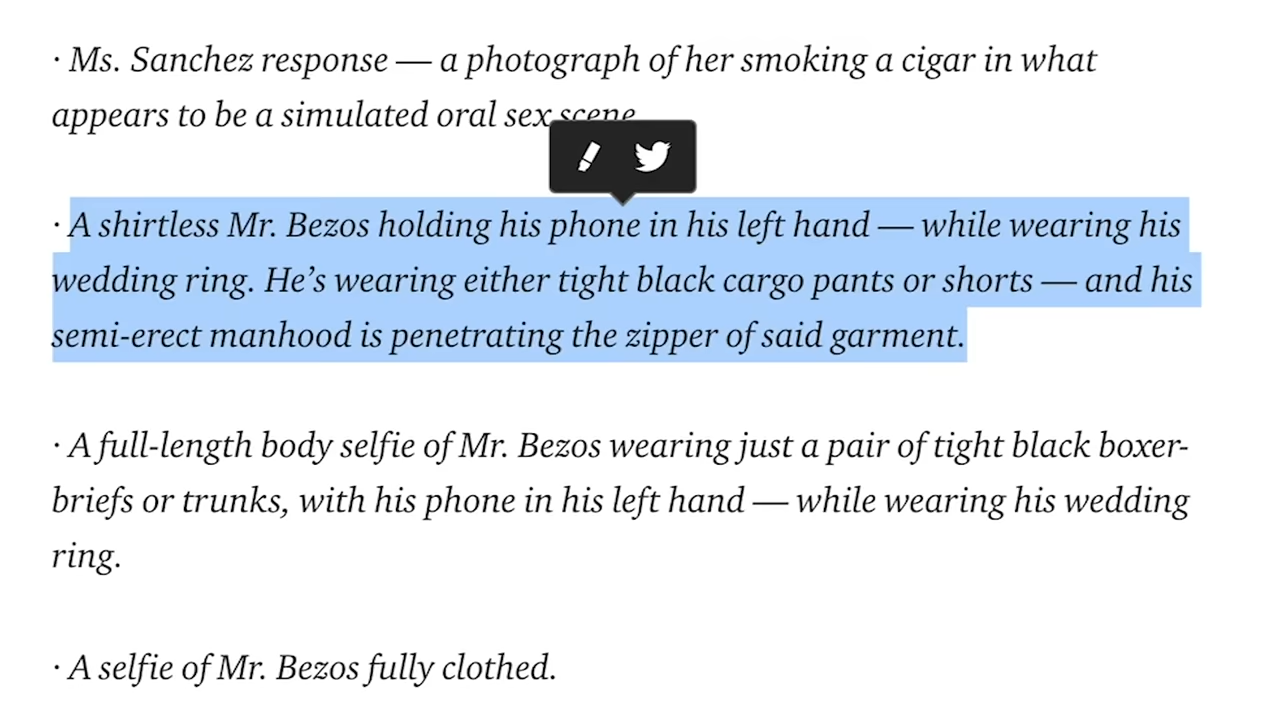 · Ms. Sanchez response — a photograph of her smoking a cigar in what
appears to be a simulated oral sex scene.
· A shirtless Mr. Bezos holding his phone in his left hand — while wearing his
wedding ring. He’s wearing either tight black cargo pants or shorts — and his
semi-erect manhood is penetrating the zipper of said garment.
· A full-length body selfie of Mr. Bezos wearing just a pair of tight black boxer-
briefs or trunks, with his phone in his left hand — while wearing his wedding
ring.
· A selfie of Mr. Bezos fully clothed.